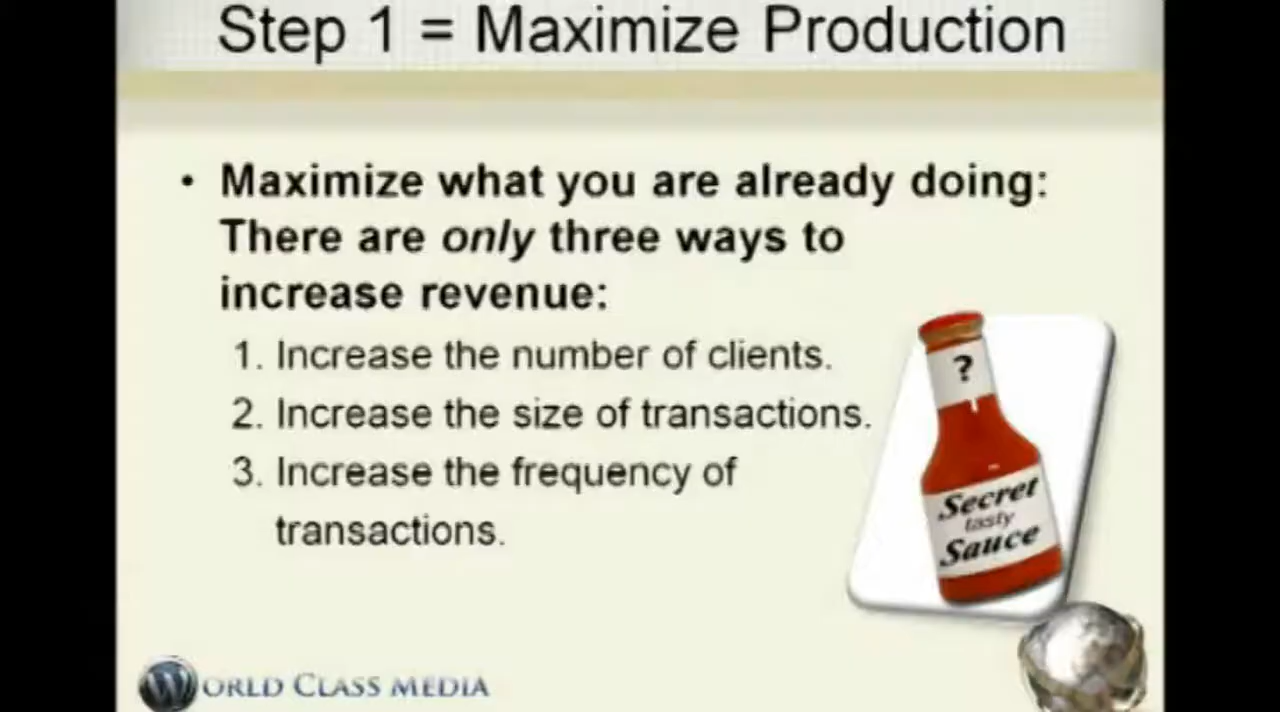 Step 1 = Maximize Production
• Maximize what you are already doing:
There are only three ways to
increase revenue:
1. Increase the number of clients.
2. Increase the size of transactions.
3. Increase the frequency of
transactions.
?
Secret
tasty
Sauce
WORLD CLASS MEDIA